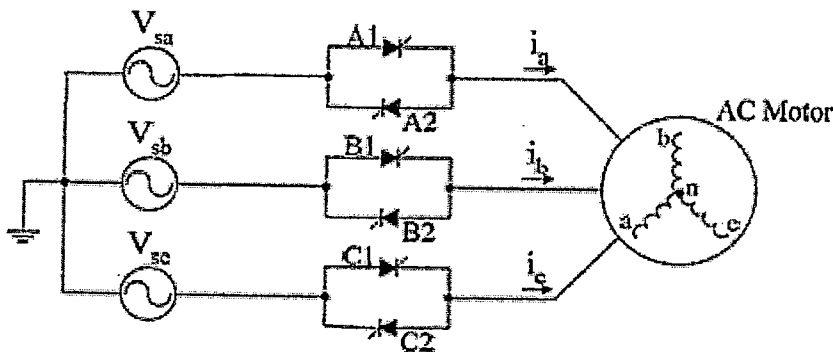 V_sa
A1
A2
i_a
AC Motor
V_sb
B1
B2
i_b
b
n
a
c
V_sc
C1
C2
i_c